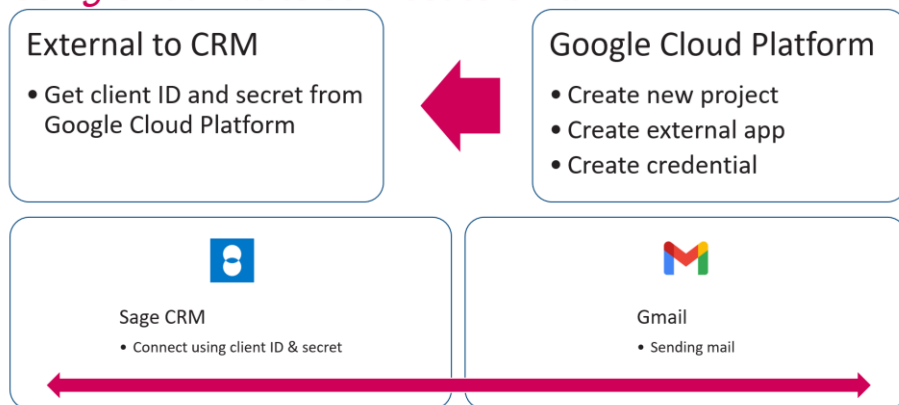 External to CRM
• Get client ID and secret from
Google Cloud Platform
Google Cloud Platform
• Create new project
• Create external app
• Create credential
Sage CRM
• Connect using client ID & secret
Gmail
• Sending mail